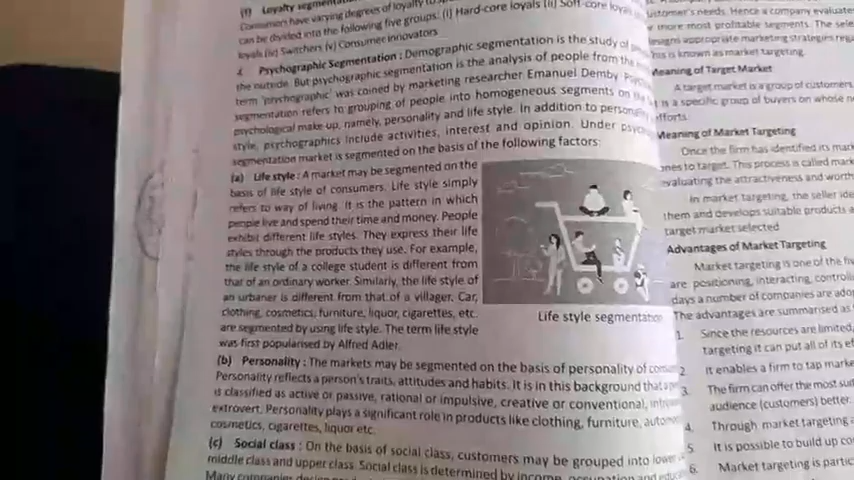 (f) Loyalty segmentation
Consumers have varying degrees of loyalty to
can be divided into the following five groups. (i) Hard-core loyals (ii) Soft-core loyals
loyals (iv) Switchers (v) Consumer innovators
4. Psychographic Segmentation : Demographic segmentation is the study of
the outside. But psychographic segmentation is the analysis of people from the
term 'psychographic' was coined by marketing researcher Emanuel Demby.
segmentation refers to grouping of people into homogeneous segments on the
psychological make-up, namely, personality and life style. In addition to personality
style, psychographics include activities, interest and opinion. Under
segmentation market is segmented on the basis of the following factors:
(a) Life style : A market may be segmented on the
basis of life style of consumers. Life style simply
refers to way of living. It is the pattern in which
people live and spend their time and money. People
exhibit different life styles. They express their life
styles through the products they use. For example,
the life style of a college student is different from
that of an ordinary worker. Similarly, the life style of
an urbaner is different from that of a villager. Car,
clothing, cosmetics, furniture, liquor, cigarettes, etc.
are segmented by using life style. The term life style
was first popularised by Alfred Adler.
Life style segmentation
(b) Personality : The markets may be segmented on the basis of personality of
Personality reflects a person's traits, attitudes and habits. It is in this background that a
is classified as active or passive, rational or impulsive, creative or conventional,
extrovert. Personality plays a significant role in products like clothing, furniture,
cosmetics, cigarettes, liquor etc.
(c) Social class : On the basis of social class, customers may be grouped into lower
middle class and upper class. Social class is determined by income, occupation and
customer's needs. Hence a company
more most profitable segments. The
designs appropriate marketing strategies
this is known as market targeting.
Meaning of Target Market
A target market is a group of customers
is a specific group of buyers on whose
efforts.
Meaning of Market Targeting
Once the firm has identified its
ones to target. This process is called
evaluating the attractiveness and
In market targeting, the seller
them and develops suitable products
target market selected
Advantages of Market Targeting
Market targeting is one of the
are positioning, interacting,
days a number of companies are
The advantages are summarised as
1. Since the resources are limited,
targeting it can put all of its
2. It enables a firm to tap
3. The firm can offer the most
audience (customers) better.
4. Through market targeting
5. It is possible to build up
6. Market targeting is